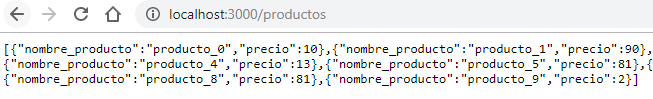 localhost:3000/productos
[{"nombre_producto":"producto_0","precio":10},{"nombre_producto":"producto_1","precio":90},
{"nombre_producto":"producto_4","precio":13},{"nombre_producto":"producto_5","precio":81},{
{"nombre_producto":"producto_8","precio":81},{"nombre_producto":"producto_9","precio":2}]